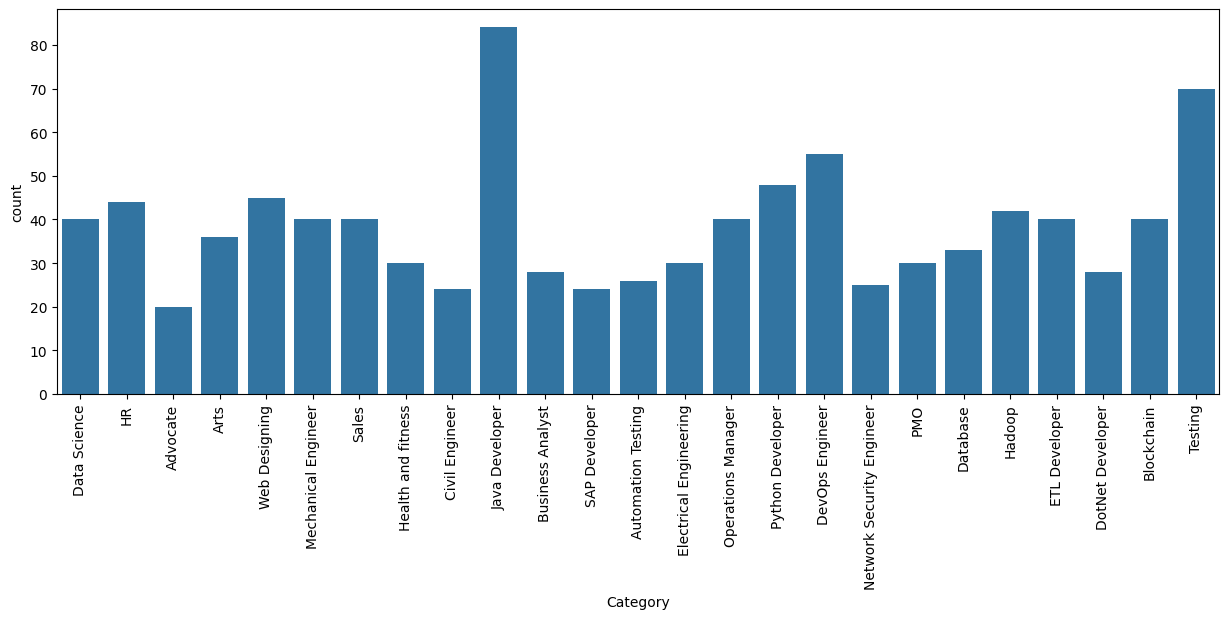 80
70
60
50
40
30
20
10
0
count
Data Science
HR
Advocate
Arts
Web Designing
Mechanical Engineer
Sales
Health and fitness
Civil Engineer
Java Developer
Business Analyst
SAP Developer
Automation Testing
Electrical Engineering
Operations Manager
Python Developer
DevOps Engineer
Network Security Engineer
PMO
Database
Hadoop
ETL Developer
DotNet Developer
Blockchain
Testing
Category